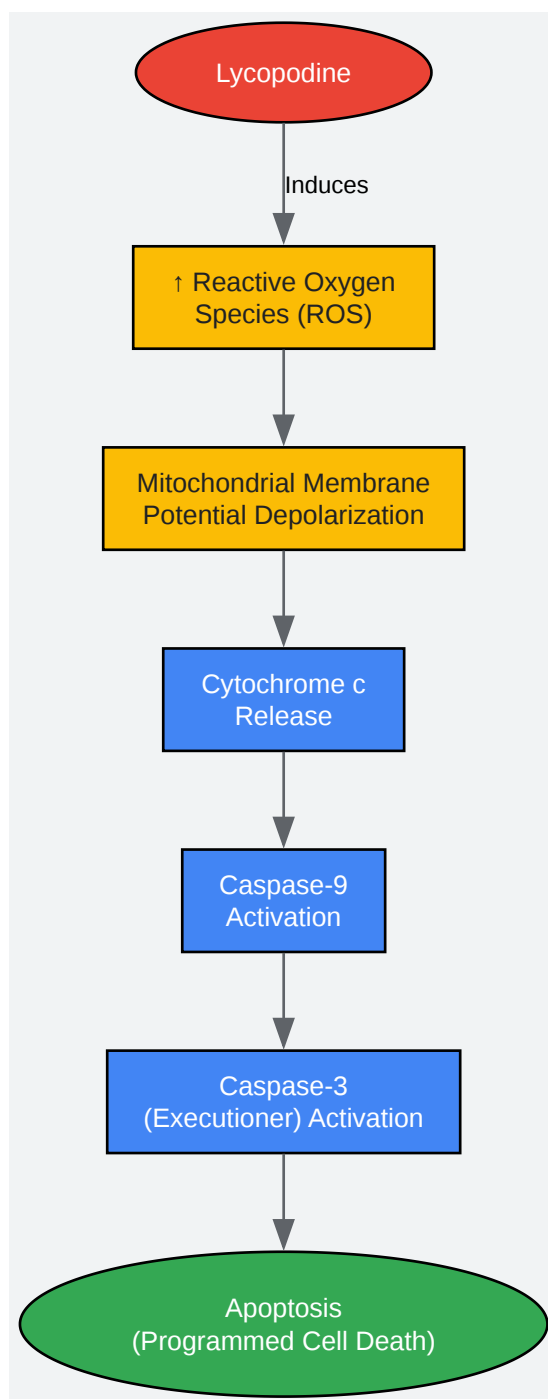 Lycopodine
Induces
↑ Reactive Oxygen
Species (ROS)
Mitochondrial Membrane
Potential Depolarization
Cytochrome c
Release
Caspase-9
Activation
Caspase-3
(Executioner) Activation
Apoptosis
(Programmed Cell Death)